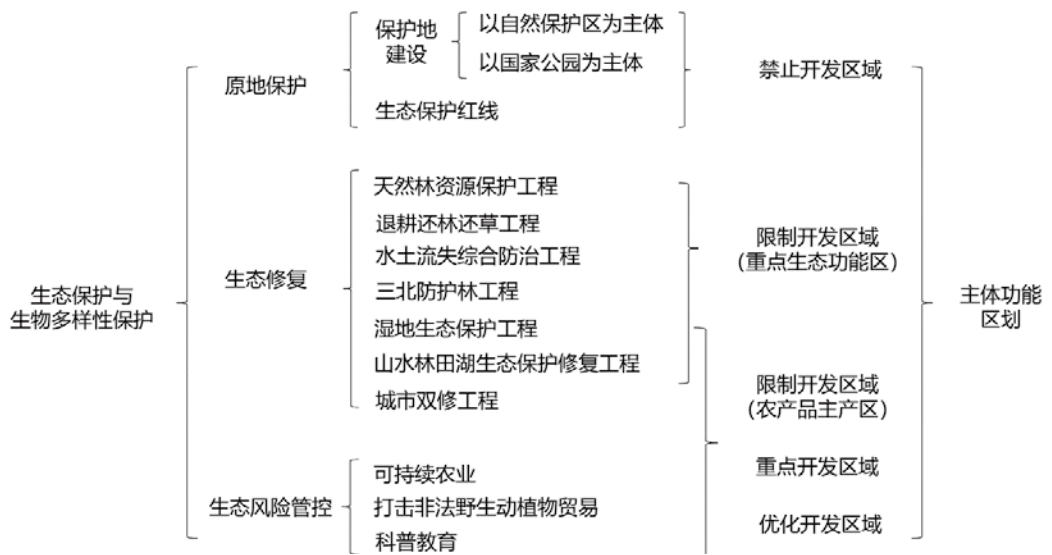 生态保护与
生物多样性保护
原地保护
保护地
建设
以自然保护区为主体
以国家公园为主体
生态保护红线
生态修复
天然林资源保护工程
退耕还林还草工程
水土流失综合防治工程
三北防护林工程
湿地生态保护工程
山水林田湖生态保护修复工程
城市双修工程
生态风险管控
可持续农业
打击非法野生动植物贸易
科普教育
禁止开发区域
限制开发区域
（重点生态功能区）
限制开发区域
（农产品主产区）
重点开发区域
优化开发区域
主体功能
区划